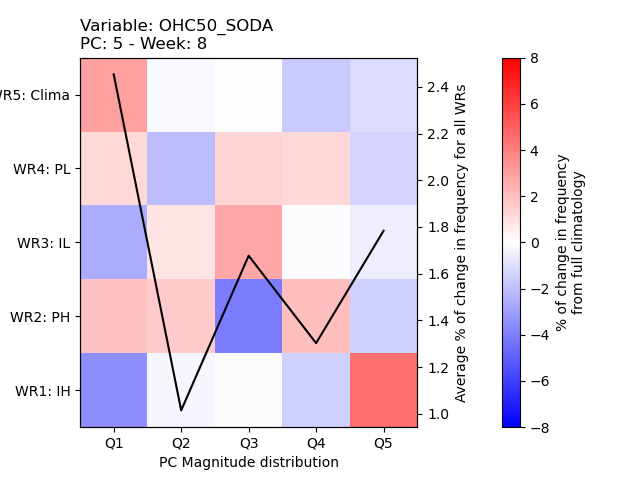 Variable: OHC50_SODA
PC: 5 - Week: 8
WR5: Clima
WR4: PL
WR3: IL
WR2: PH
WR1: IH
Q1 Q2 Q3 Q4 Q5
PC Magnitude distribution
2.4
2.2
2.0
1.8
1.6
1.4
1.2
1.0
Average % of change in frequency for all WRs
8
6
4
2
0
−2
−4
−6
−8
% of change in frequency
from full climatology